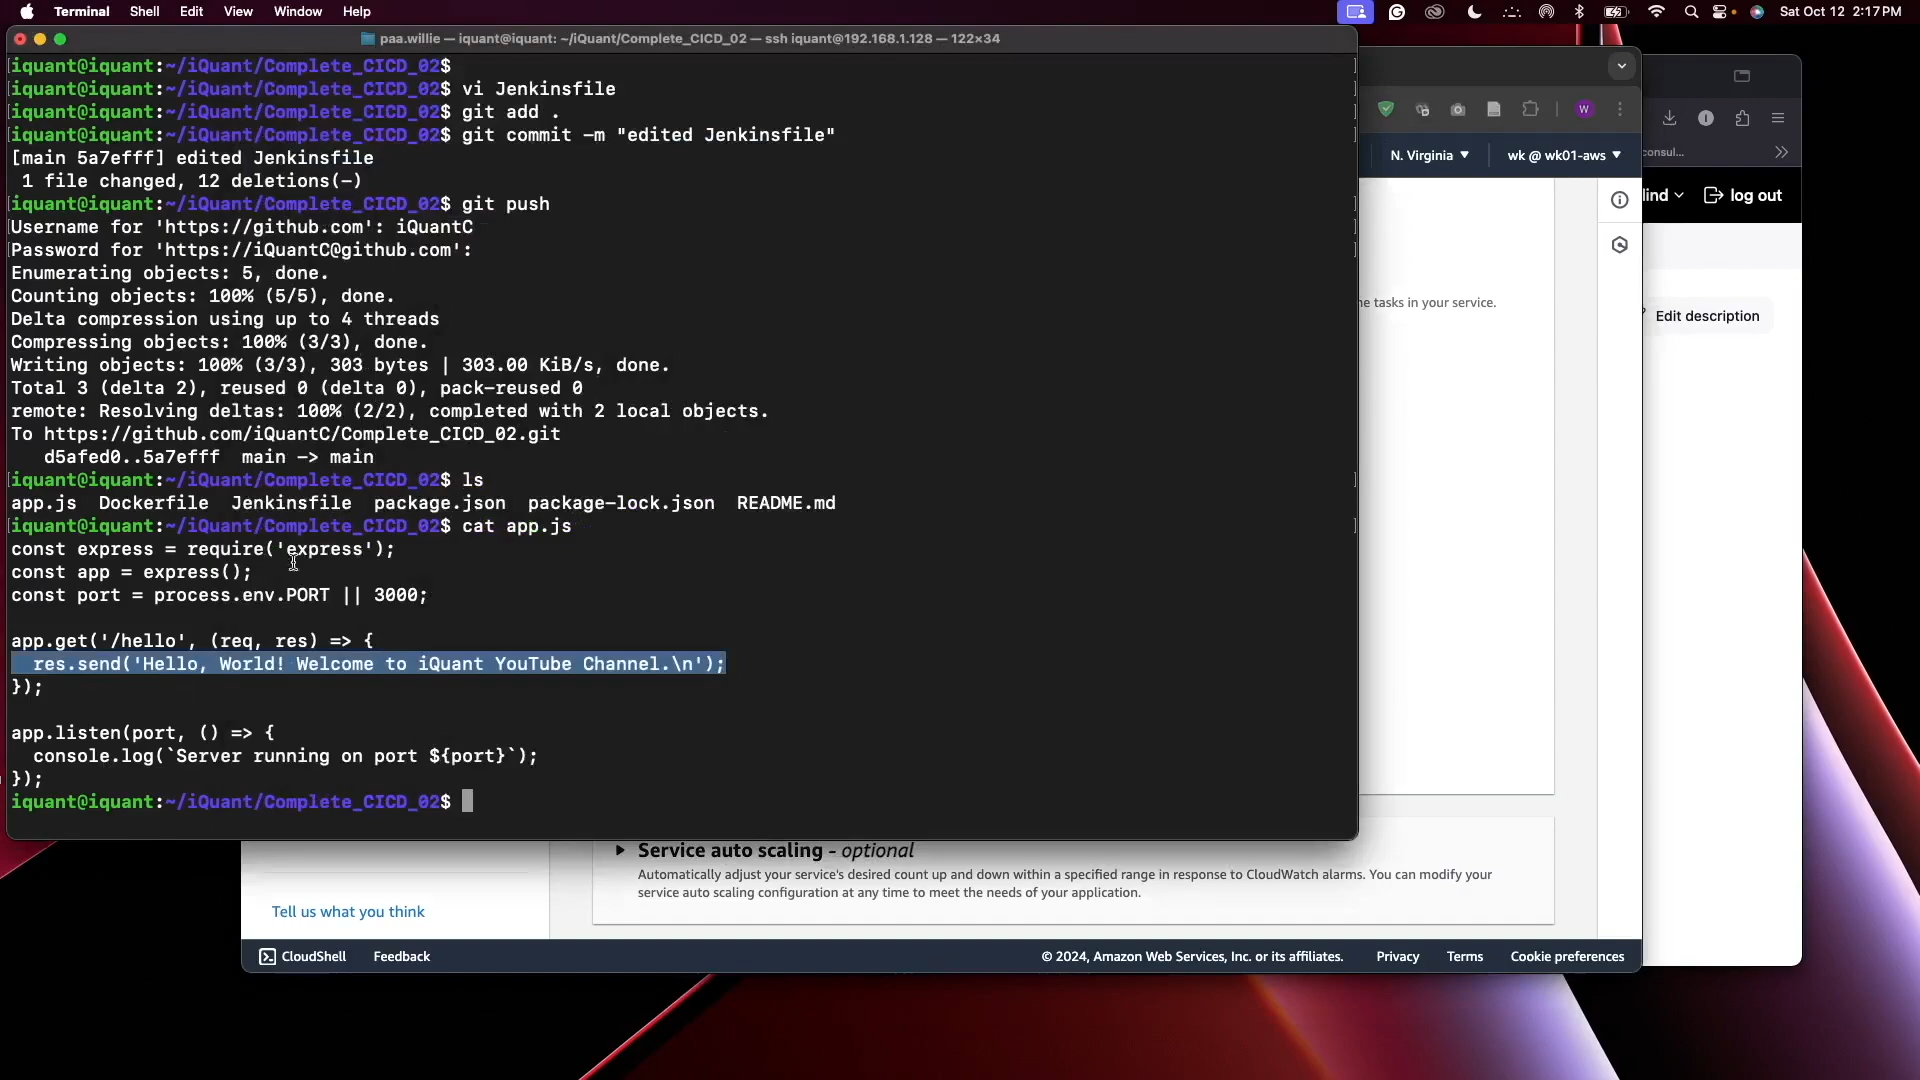 Terminal Shell Edit View Window Help
Sat Oct 12 2:17 PM
paa.willie — iquant@iquant: ~/iQuant/Complete_CICD_02 — ssh iquant@192.168.1.128 — 122×34
iquant@iquant:~/iQuant/Complete_CICD_02$
iquant@iquant:~/iQuant/Complete_CICD_02$ vi Jenkinsfile
iquant@iquant:~/iQuant/Complete_CICD_02$ git add .
iquant@iquant:~/iQuant/Complete_CICD_02$ git commit -m "edited Jenkinsfile"
[main 5a7efff] edited Jenkinsfile
 1 file changed, 12 deletions(-)
iquant@iquant:~/iQuant/Complete_CICD_02$ git push
Username for 'https://github.com': iQuantC
Password for 'https://iQuantC@github.com':
Enumerating objects: 5, done.
Counting objects: 100% (5/5), done.
Delta compression using up to 4 threads
Compressing objects: 100% (3/3), done.
Writing objects: 100% (3/3), 303 bytes | 303.00 KiB/s, done.
Total 3 (delta 2), reused 0 (delta 0), pack-reused 0
remote: Resolving deltas: 100% (2/2), completed with 2 local objects.
To https://github.com/iQuantC/Complete_CICD_02.git
   d5afed0..5a7efff  main -> main
iquant@iquant:~/iQuant/Complete_CICD_02$ ls
app.js  Dockerfile  Jenkinsfile  package.json  package-lock.json  README.md
iquant@iquant:~/iQuant/Complete_CICD_02$ cat app.js
const express = require('express');
const app = express();
const port = process.env.PORT || 3000;
app.get('/hello', (req, res) => {
  res.send('Hello, World! Welcome to iQuant YouTube Channel.\n');
});
app.listen(port, () => {
  console.log(`Server running on port ${port}`);
});
iquant@iquant:~/iQuant/Complete_CICD_02$
W
N. Virginia
wk @ wk01-aws
tasks in your service.
consul...
log out
Edit description
Service auto scaling - optional
Automatically adjust your service's desired count up and down within a specified range in response to CloudWatch alarms. You can modify your
service auto scaling configuration at any time to meet the needs of your application.
Tell us what you think
CloudShell Feedback
© 2024, Amazon Web Services, Inc. or its affiliates. Privacy Terms Cookie preferences